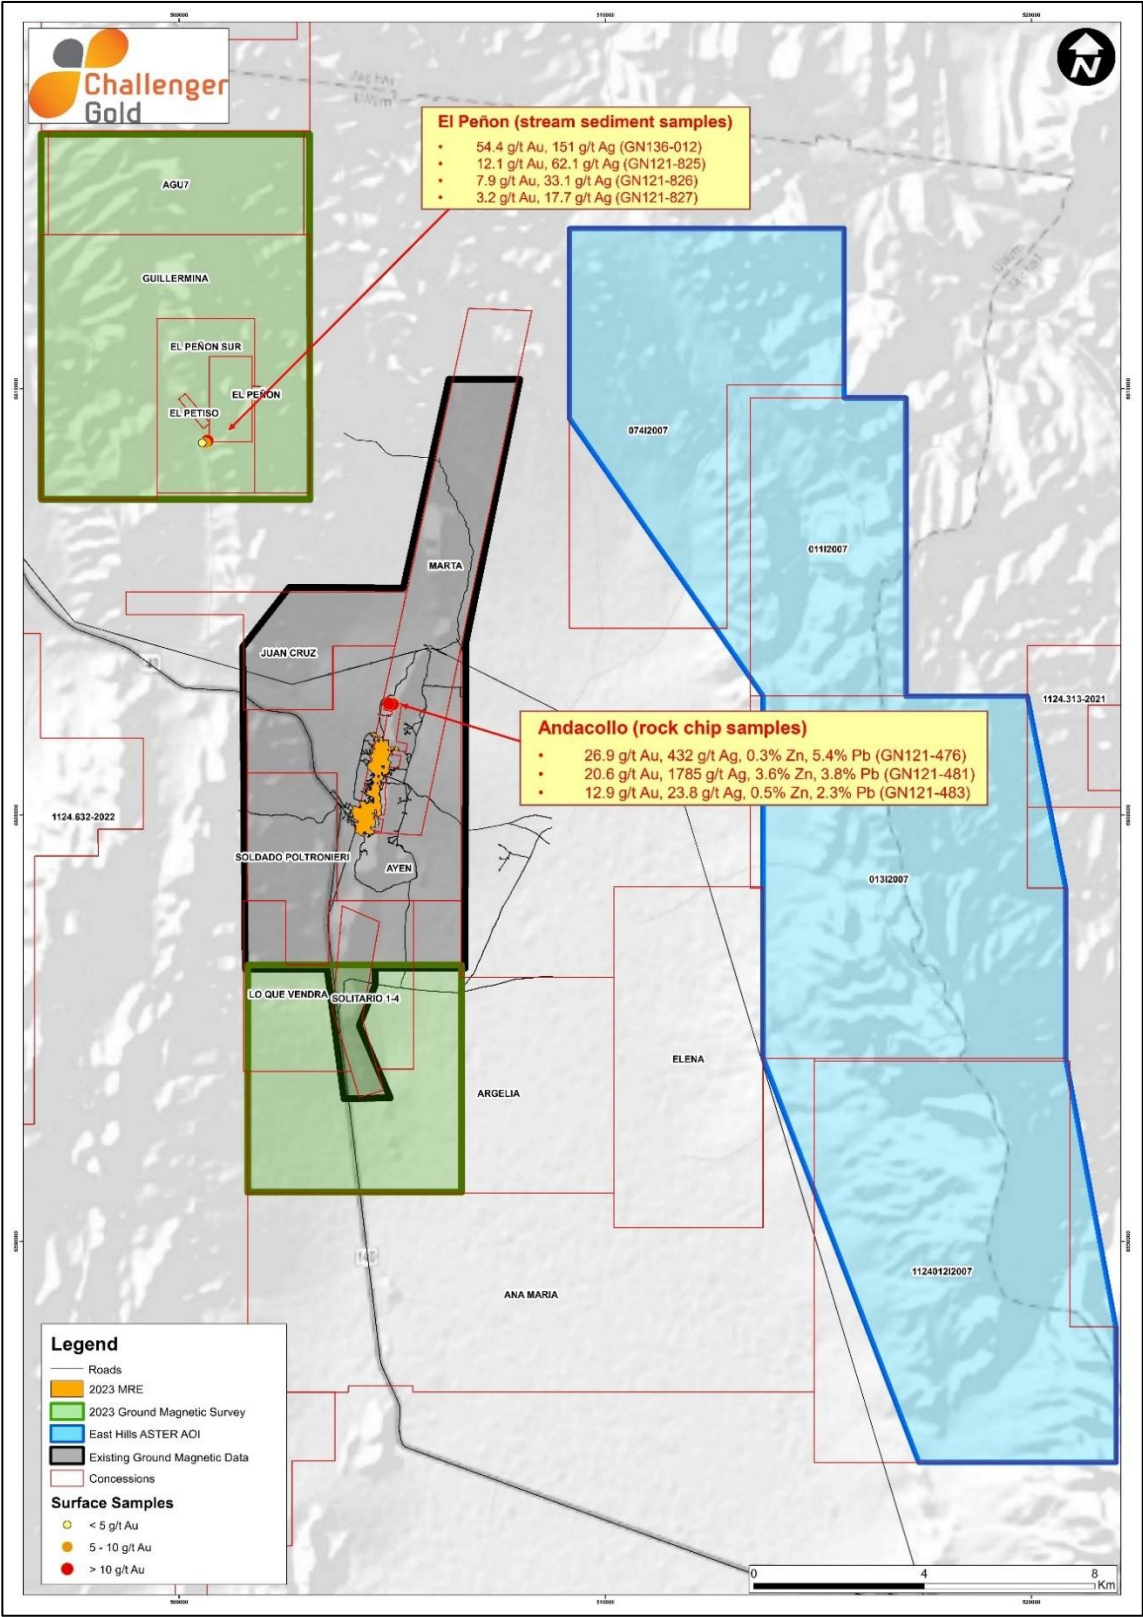 500000
510000
520000
Challenger
Gold
N
El Peñon (stream sediment samples)
• 54.4 g/t Au, 151 g/t Ag (GN136-012)
• 12.1 g/t Au, 62.1 g/t Ag (GN121-825)
• 7.9 g/t Au, 33.1 g/t Ag (GN121-826)
• 3.2 g/t Au, 17.7 g/t Ag (GN121-827)
AGU7
GUILLERMINA
EL PEÑON SUR
EL PEÑON
EL PETISO
074I2007
011I2007
MARTA
JUAN CRUZ
1124.313-2021
Andacollo (rock chip samples)
• 26.9 g/t Au, 432 g/t Ag, 0.3% Zn, 5.4% Pb (GN121-476)
• 20.6 g/t Au, 1785 g/t Ag, 3.6% Zn, 3.8% Pb (GN121-481)
• 12.9 g/t Au, 23.8 g/t Ag, 0.5% Zn, 2.3% Pb (GN121-483)
1124.632-2022
SOLDADO POLTRONIERI
AYEN
013I2007
LO QUE VENDRA
SOLITARIO 1-4
ELENA
ARGELIA
1124012I2007
ANA MARIA
Legend
Roads
2023 MRE
2023 Ground Magnetic Survey
East Hills ASTER AOI
Existing Ground Magnetic Data
Concessions
Surface Samples
< 5 g/t Au
5 - 10 g/t Au
> 10 g/t Au
0 4 8
Km
500000
510000
520000